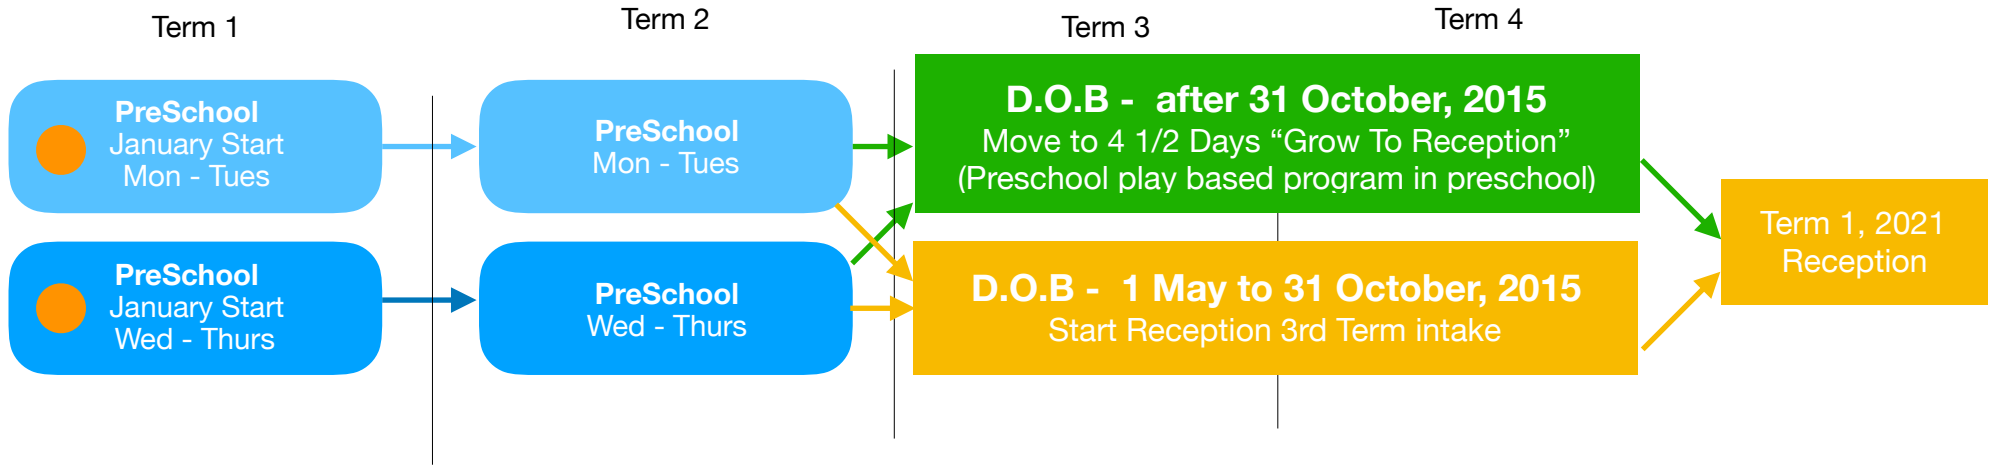 Term 1
Term 2
Term 3
Term 4
PreSchool
January Start
Mon - Tues
PreSchool
Mon - Tues
D.O.B -  after 31 October, 2015
Move to 4 1/2 Days “Grow To Reception”
(Preschool play based program in preschool)
PreSchool
January Start
Wed - Thurs
PreSchool
Wed - Thurs
D.O.B -  1 May to 31 October, 2015
Start Reception 3rd Term intake
Term 1, 2021
Reception